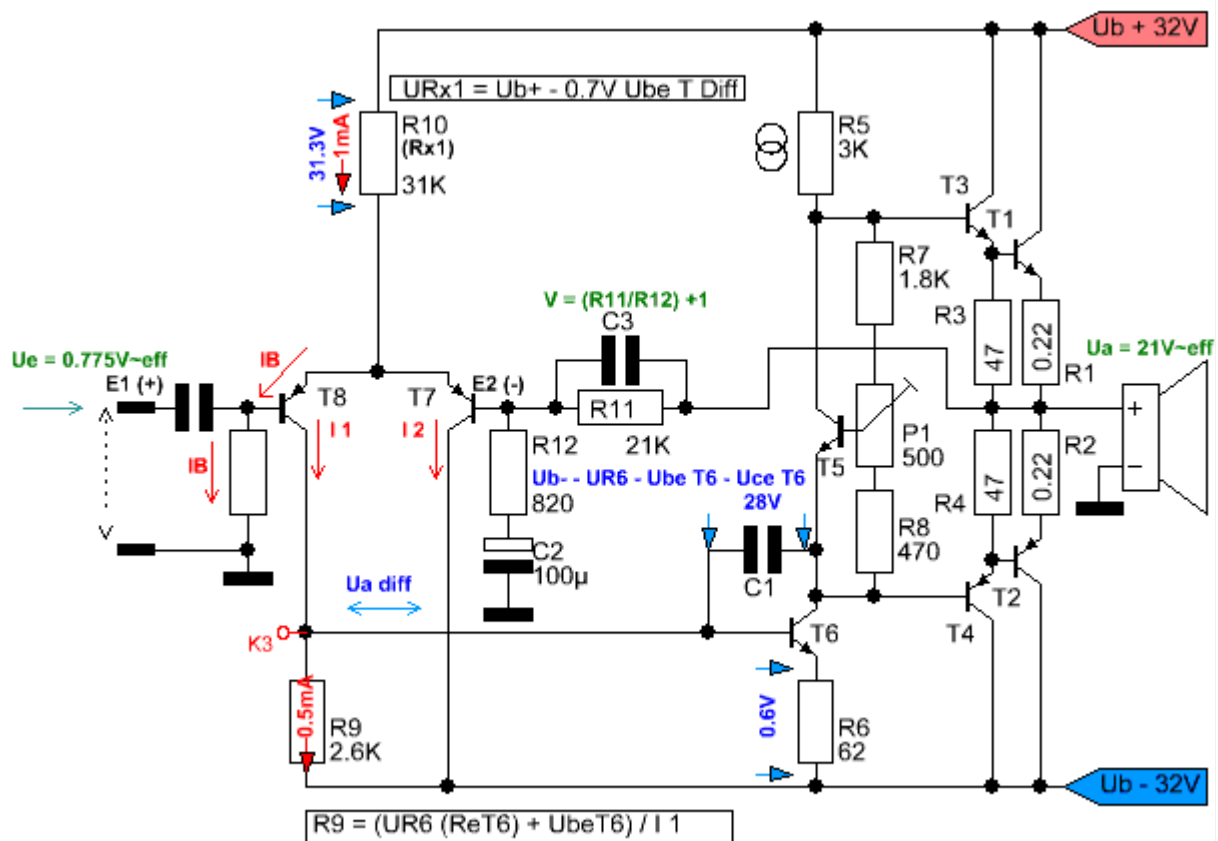 Ub + 32V
URx1 = Ub+ - 0.7V Ube T Diff
31.3V
1mA
R10
(Rx1)
31K
R5
3K
T3
T1
R7
1.8K
V = (R11/R12) +1
C3
R3
47
0.22
R1
Ua = 21V~eff
Ue = 0.775V~eff
E1 (+)
IB
T8
T7
E2 (-)
R11
21K
I 1
I 2
IB
R12
820
T5
P1
500
R2
+
-
Ub- - UR6 - Ube T6 - Uce T6
28V
R4
47
0.22
R8
470
C2
100µ
C1
Ua diff
T2
T4
K3
T6
0.5mA
R9
2.6K
0.6V
R6
62
Ub - 32V
R9 = (UR6 (ReT6) + UbeT6) / I 1